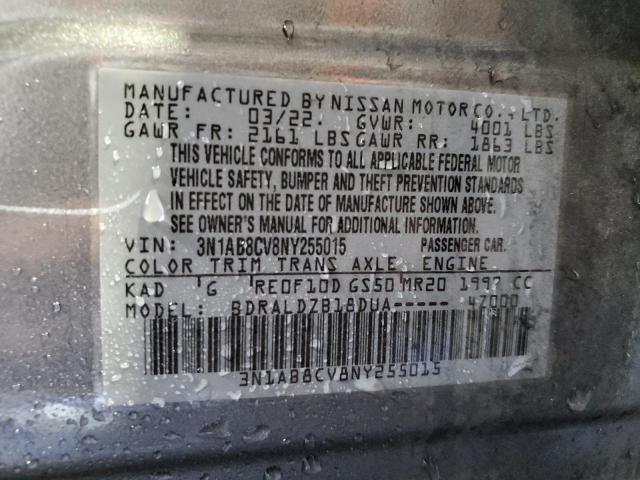 MANUFACTURED BY NISSAN MOTOR CO., LTD.
DATE: 03/22. GVWR: 4001 LBS
GAWR FR: 2161 LBS GAWR RR: 1863 LBS
THIS VEHICLE CONFORMS TO ALL APPLICABLE FEDERAL MOTOR
VEHICLE SAFETY, BUMPER AND THEFT PREVENTION STANDARDS
IN EFFECT ON THE DATE OF MANUFACTURE SHOWN ABOVE.
SEE OWNER'S MANUAL FOR ADDITIONAL INFORMATION.
VIN: 3N1AB8CV8NY255015 PASSENGER CAR.
COLOR TRIM TRANS AXLE ENGINE
KAD G RE0F10D GS50 MR20 1997 CC
MODEL: BDRALDZB18DUA----- 4Z000
3N1AB8CV8NY255015